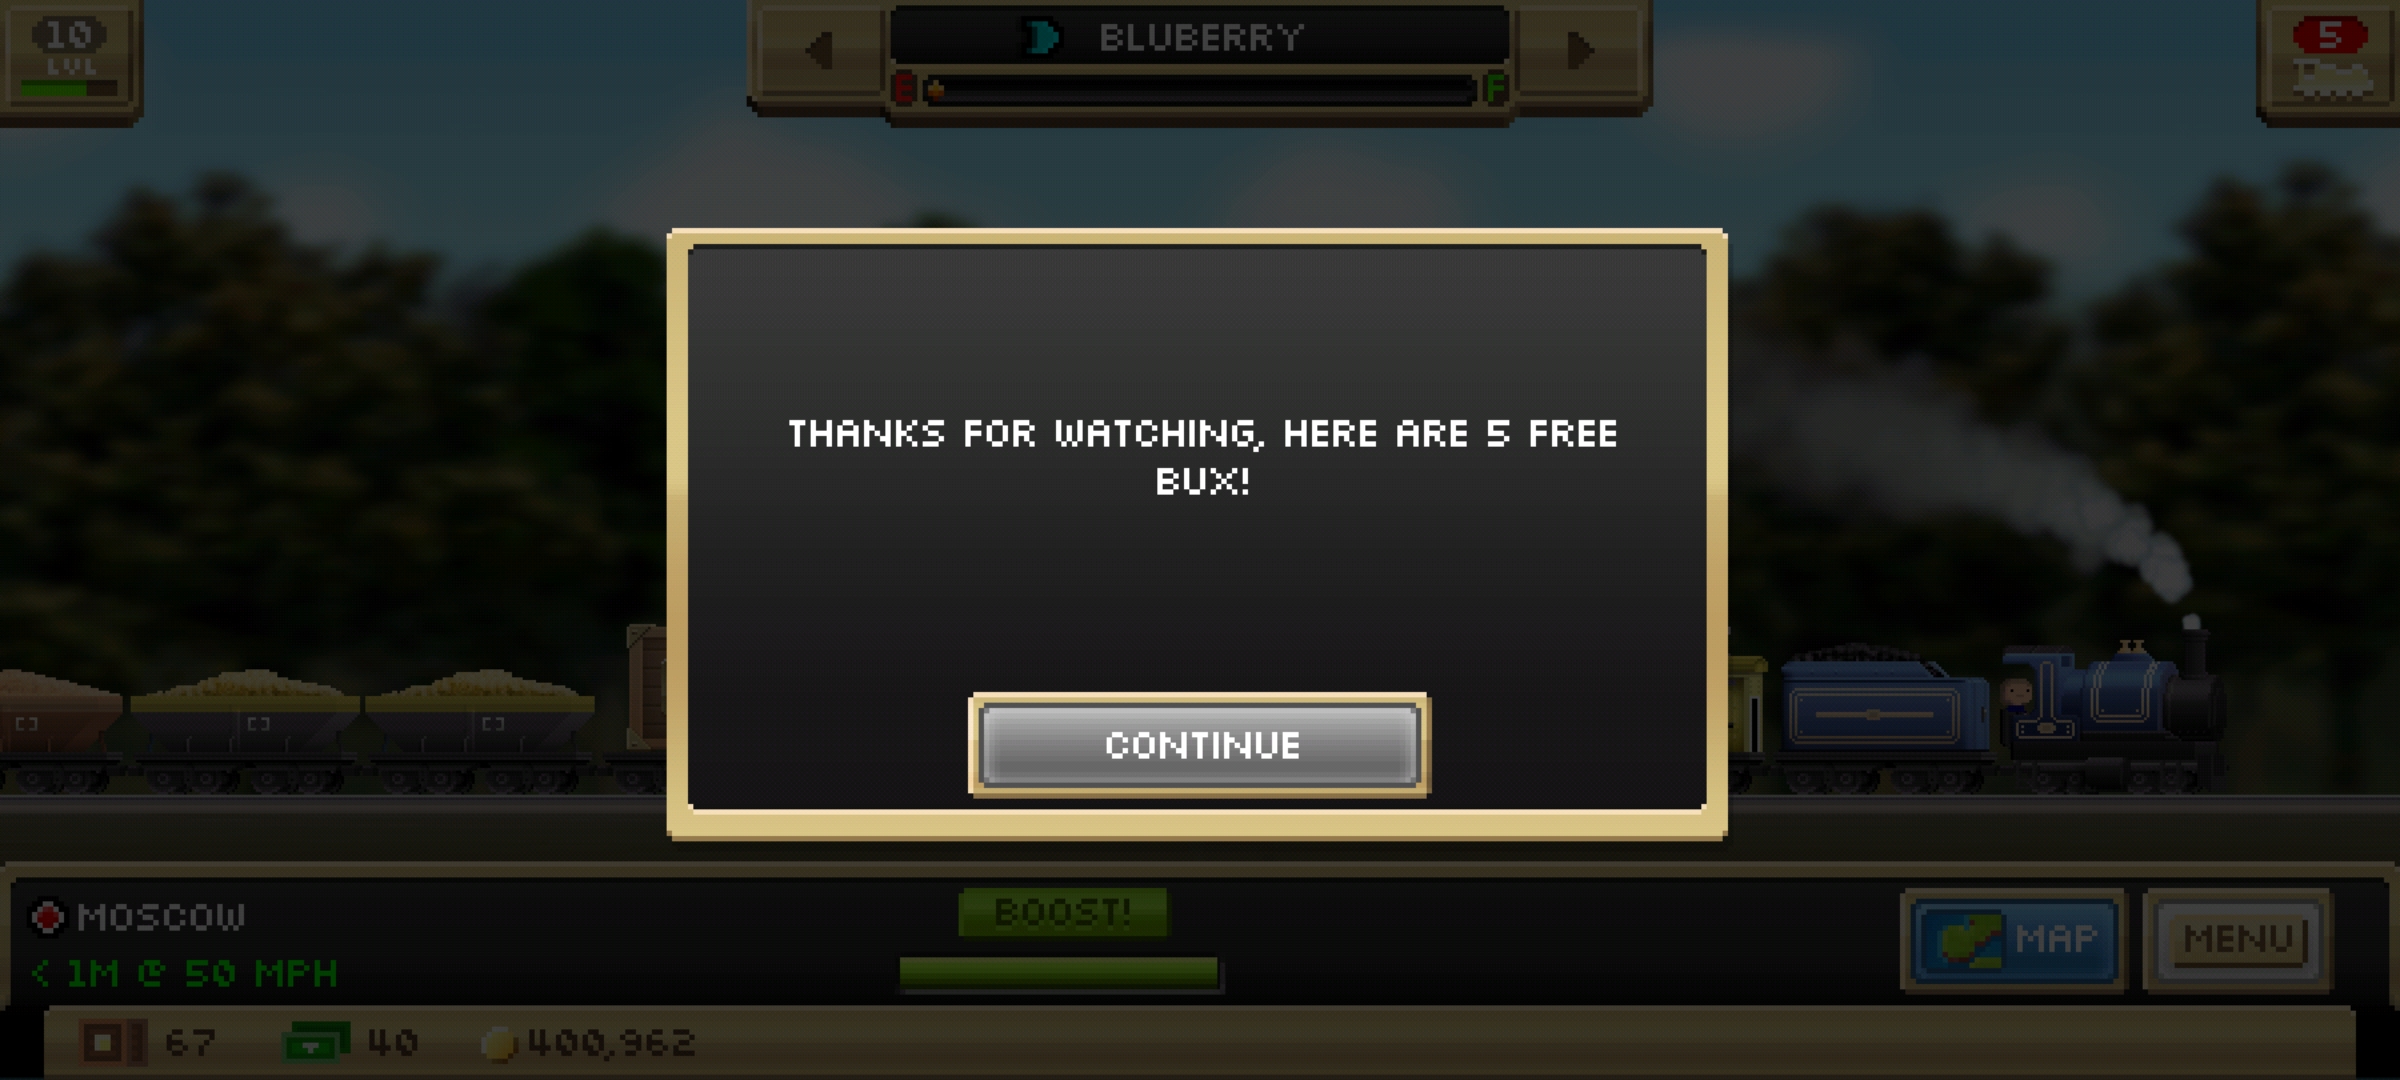 10
LVL
BLUBERRY
E F
5
THANKS FOR WATCHING, HERE ARE 5 FREE
BUX!
CONTINUE
MOSCOW
< 1M @ 50 MPH
BOOST!
MAP
MENU
67
40
400,962